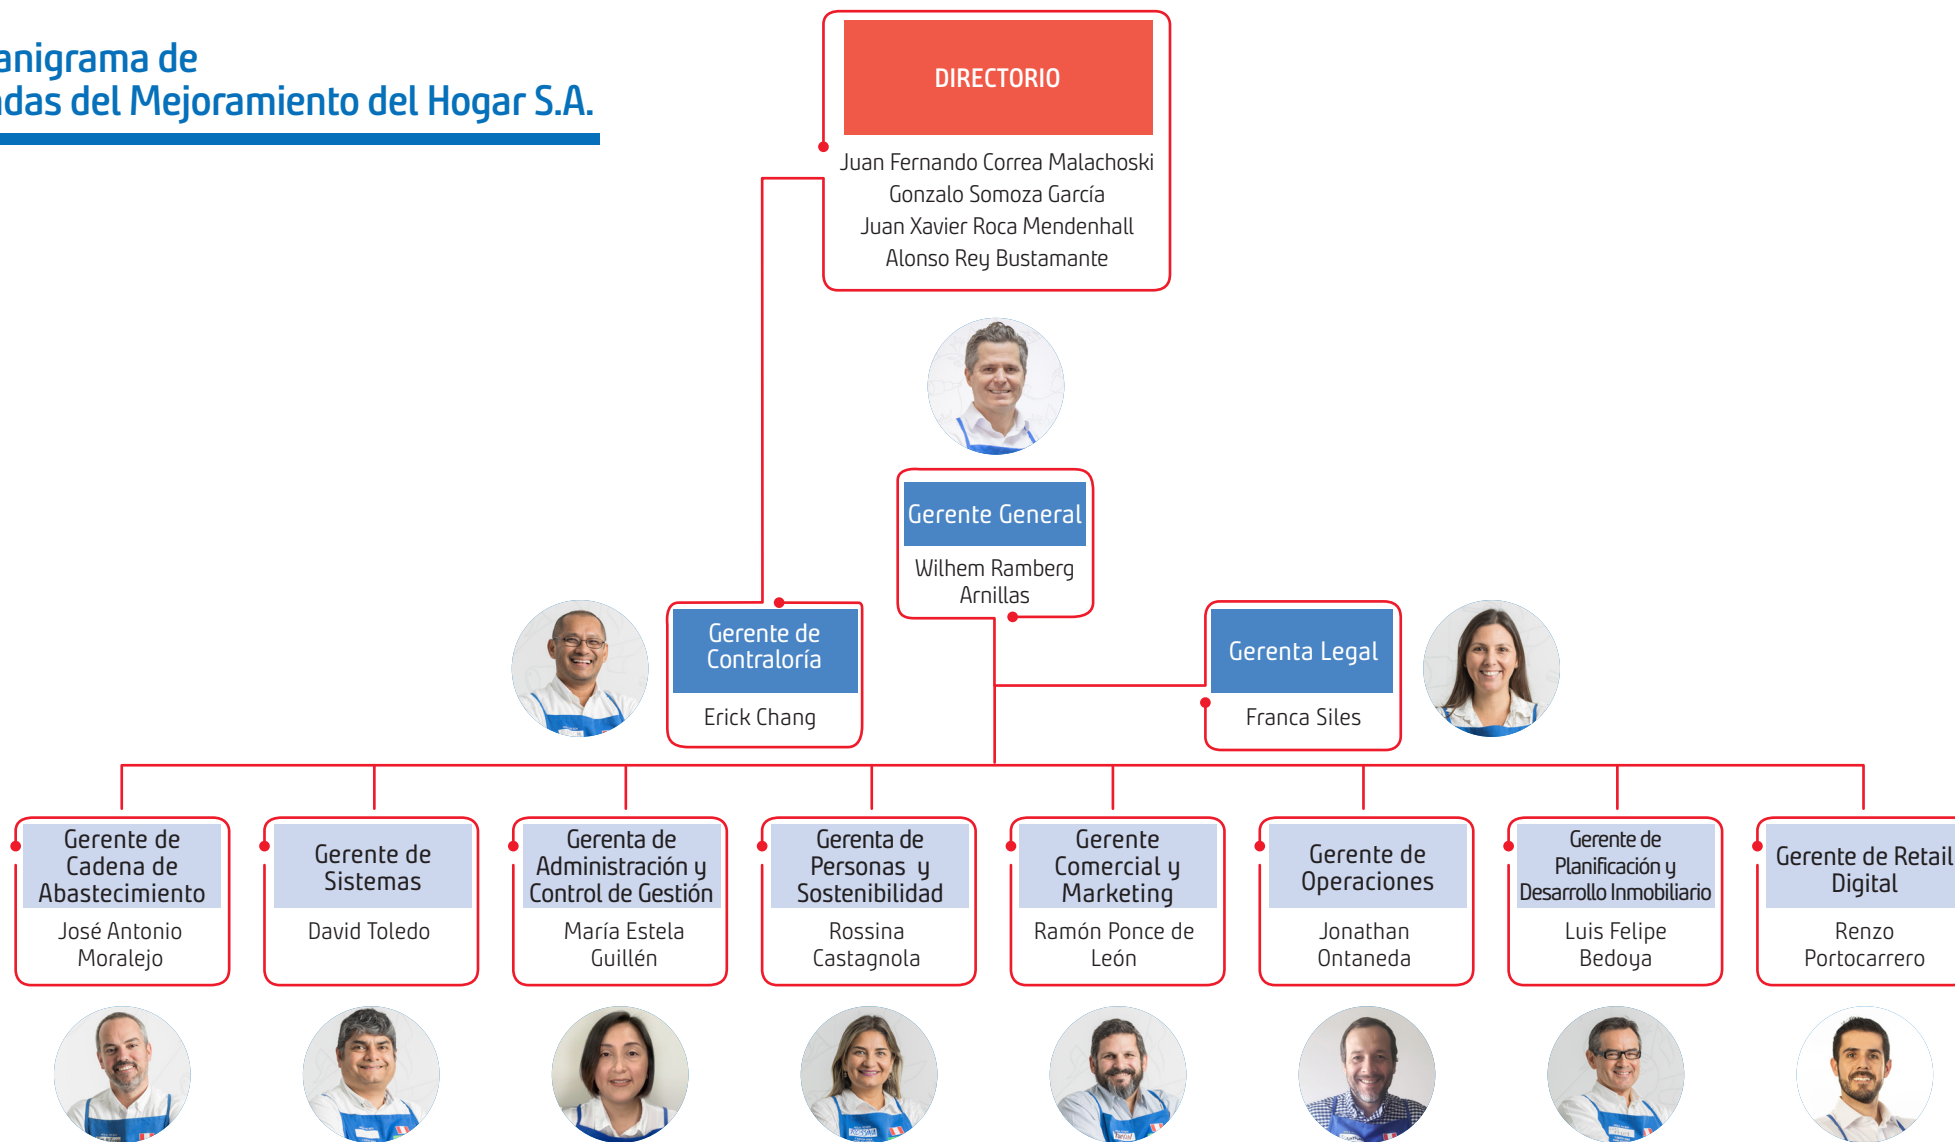 anigrama de
das del Mejoramiento del Hogar S.A.
DIRECTORIO
Juan Fernando Correa Malachoski
Gonzalo Somoza García
Juan Xavier Roca Mendenhall
Alonso Rey Bustamante
Gerente General
Wilhem Ramberg
Arnillas
Gerente de
Contraloría
Erick Chang
Gerenta Legal
Franca Siles
Gerente de
Cadena de
Abastecimiento
José Antonio
Moralejo
Gerente de
Sistemas
David Toledo
Gerenta de
Administración y
Control de Gestión
María Estela
Guillén
Gerenta de
Personas y
Sostenibilidad
Rossina
Castagnola
Gerente
Comercial y
Marketing
Ramón Ponce de
León
Gerente de
Operaciones
Jonathan
Ontaneda
Gerente de
Planificación y
Desarrollo Inmobiliario
Luis Felipe
Bedoya
Gerente de Retail
Digital
Renzo
Portocarrero